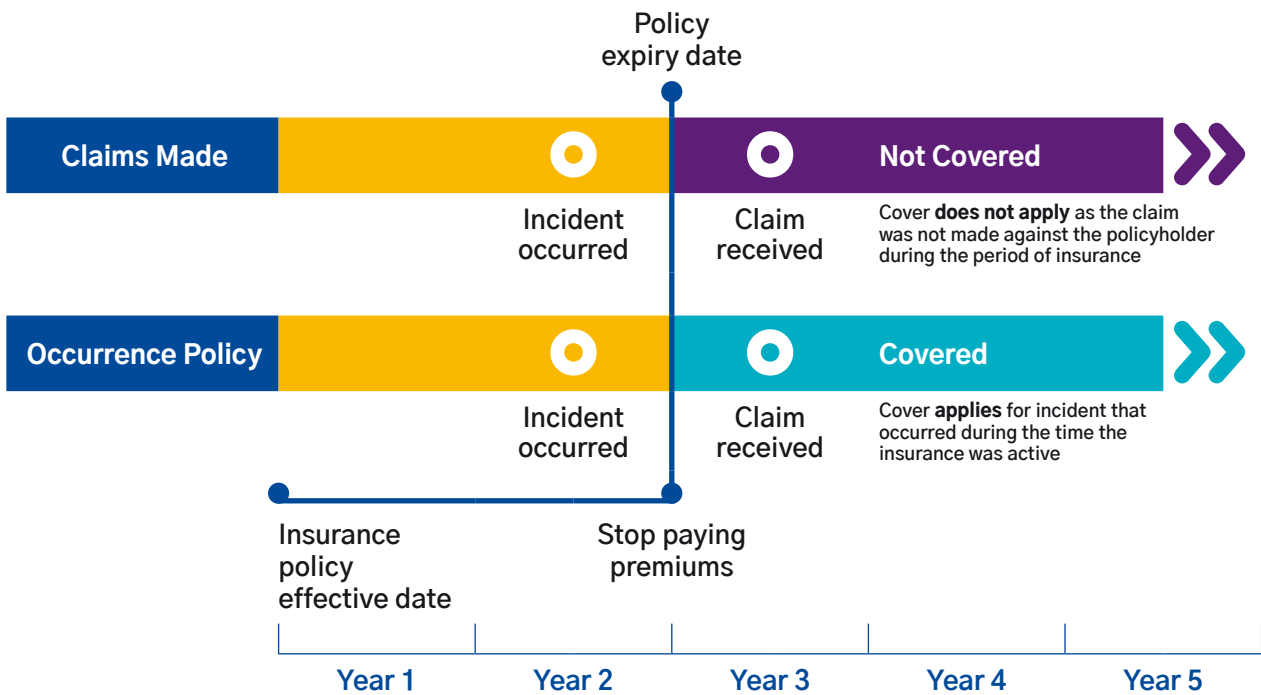 Policy
expiry date
Claims Made
Not Covered
Incident
occurred
Claim
received
Cover does not apply as the claim
was not made against the policyholder
during the period of insurance
Occurrence Policy
Covered
Incident
occurred
Claim
received
Cover applies for incident that
occurred during the time the
insurance was active
Insurance
policy
effective date
Stop paying
premiums
Year 1
Year 2
Year 3
Year 4
Year 5